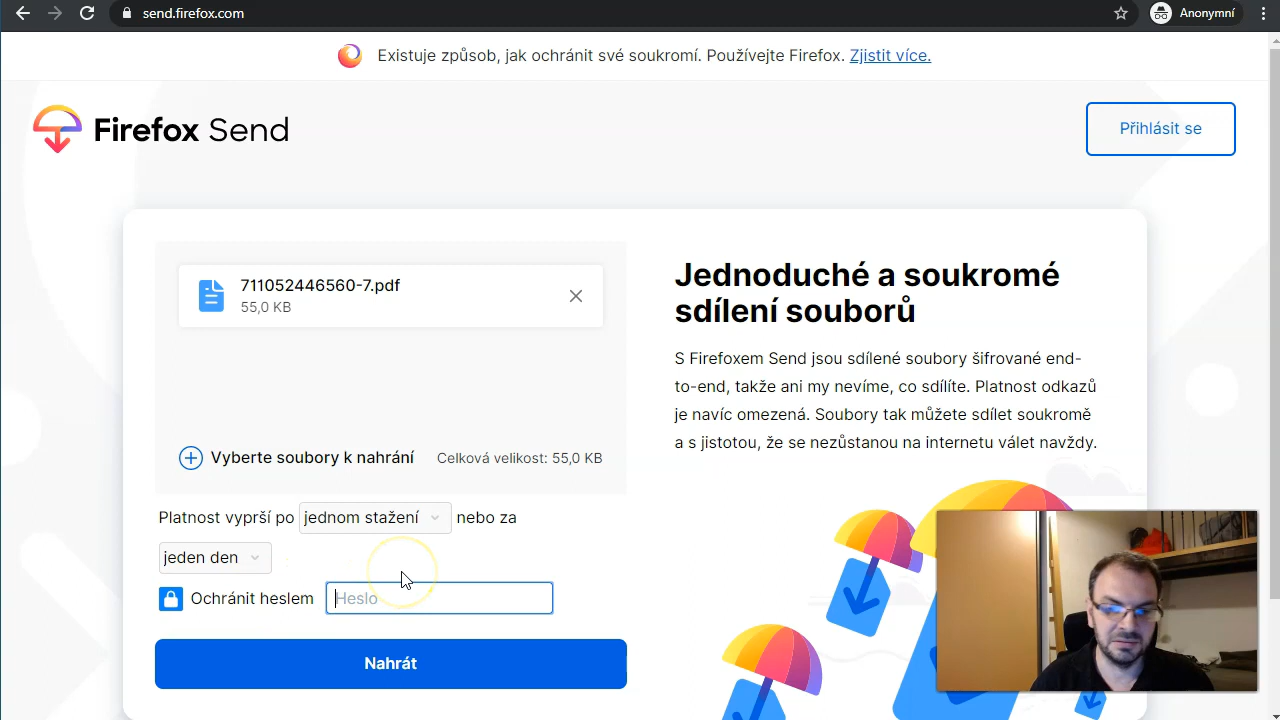 send.firefox.com
Anonymní
Existuje způsob, jak ochránit své soukromí. Používejte Firefox. Zjistit více.
Firefox Send
Přihlásit se
711052446560-7.pdf
55,0 KB
Vyberte soubory k nahrání
Celková velikost: 55,0 KB
Platnost vyprší po jednom stažení nebo za
jeden den
Ochránit heslem
Heslo
Nahrát
Jednoduché a soukromé
sdílení souborů
S Firefoxem Send jsou sdílené soubory šifrované end-
to-end, takže ani my nevíme, co sdílíte. Platnost odkazů
je navíc omezená. Soubory tak můžete sdílet soukromě
a s jistotou, že se nezůstanou na internetu válet navždy.